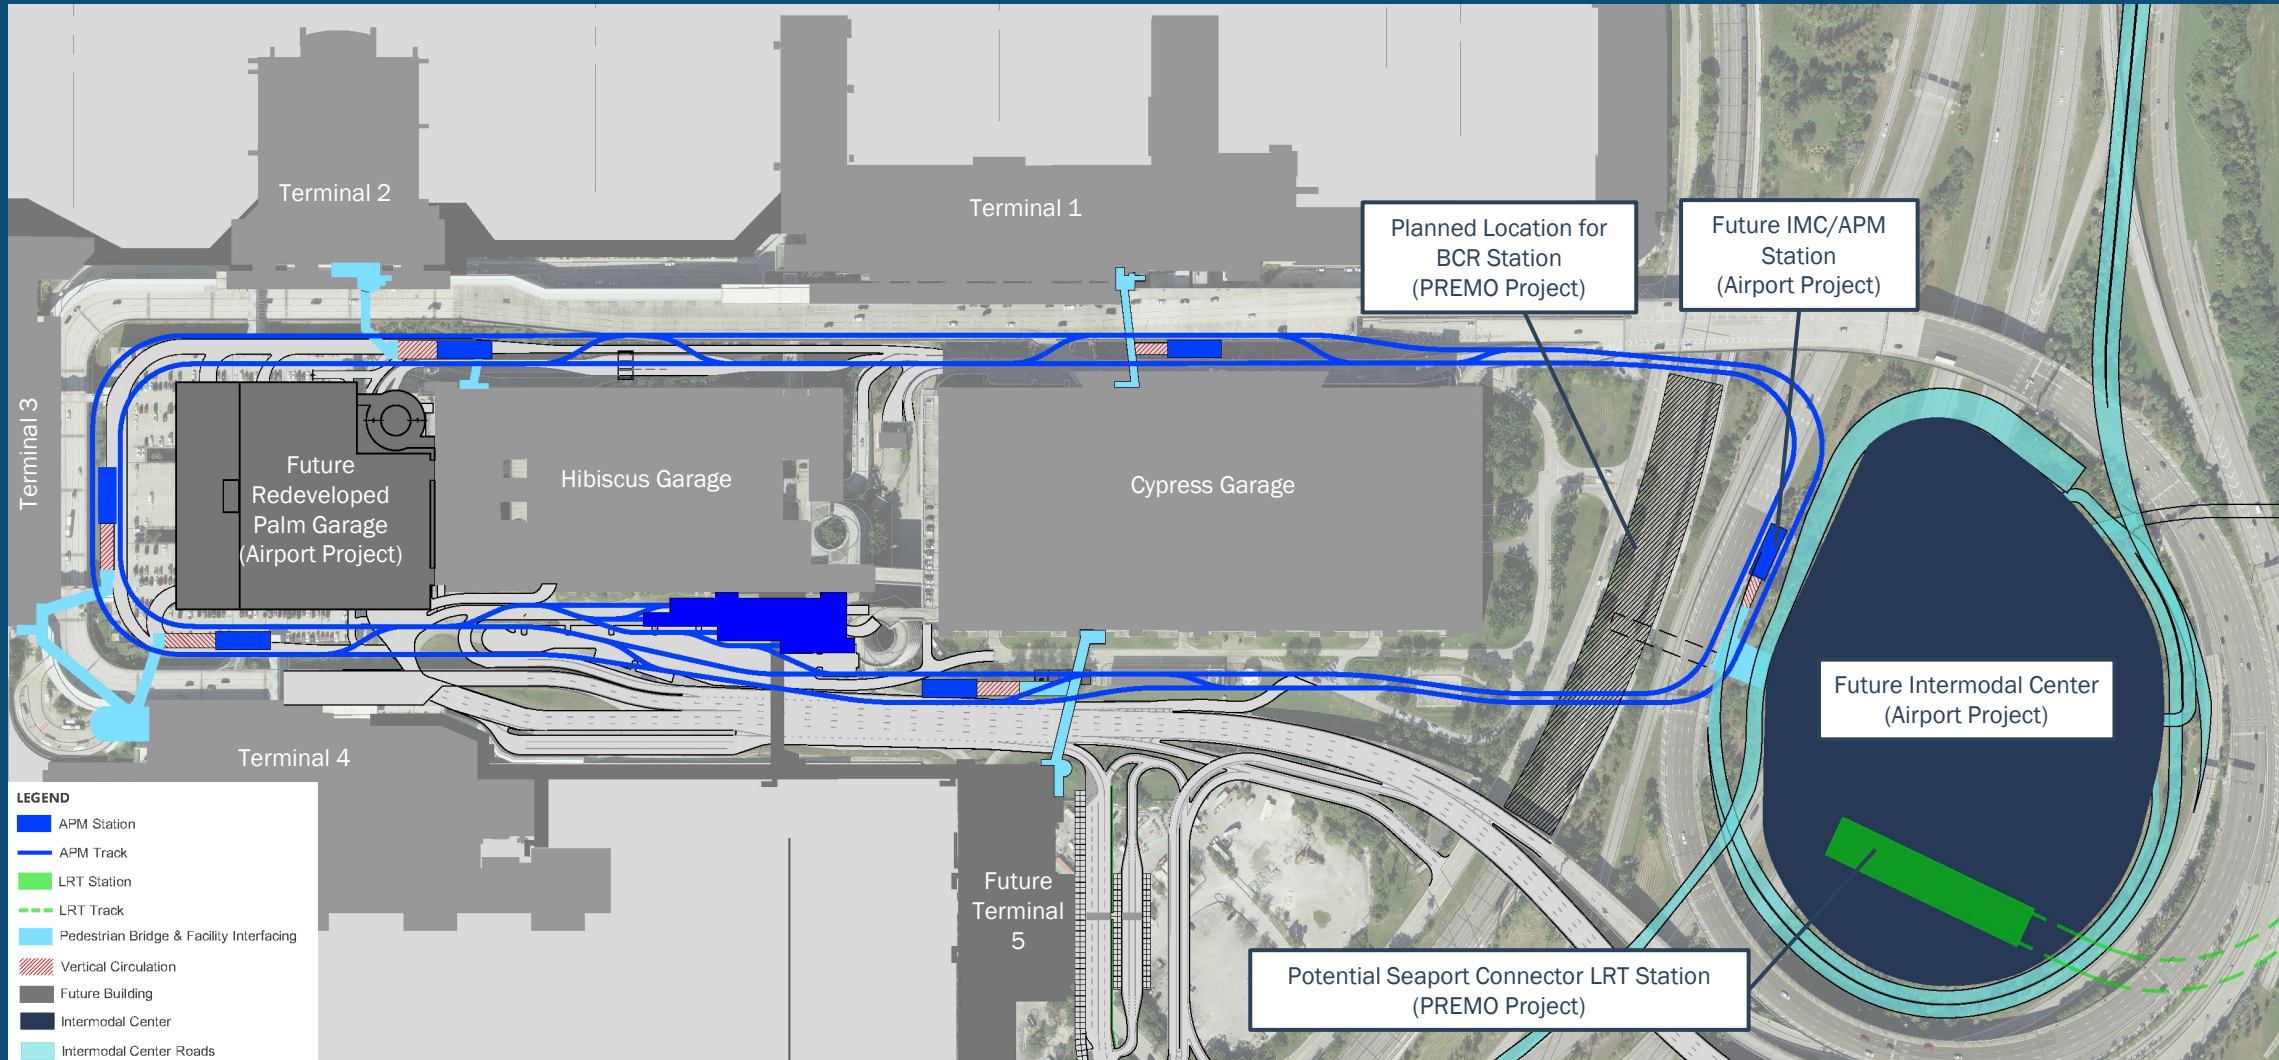 Terminal 2
Terminal 1
Planned Location for
BCR Station
(PREMO Project)
Future IMC/APM
Station
(Airport Project)
Terminal 3
Future
Redeveloped
Palm Garage
(Airport Project)
Hibiscus Garage
Cypress Garage
Future Intermodal Center
(Airport Project)
Terminal 4
Future
Terminal
5
Potential Seaport Connector LRT Station
(PREMO Project)
LEGEND
APM Station
APM Track
LRT Station
LRT Track
Pedestrian Bridge & Facility Interfacing
Vertical Circulation
Future Building
Intermodal Center
Intermodal Center Roads